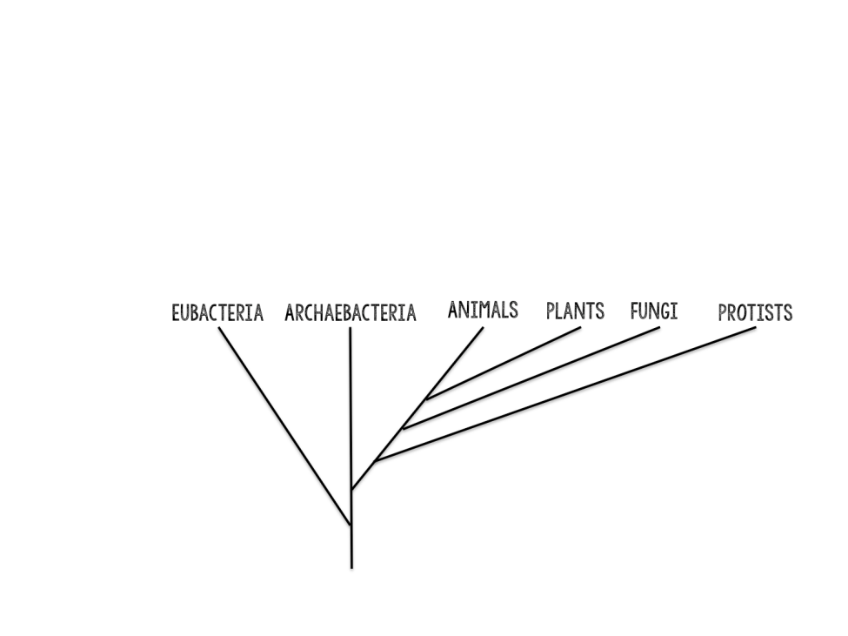 EUBACTERIA ARCHAEBACTERIA ANIMALS PLANTS FUNGI PROTISTS